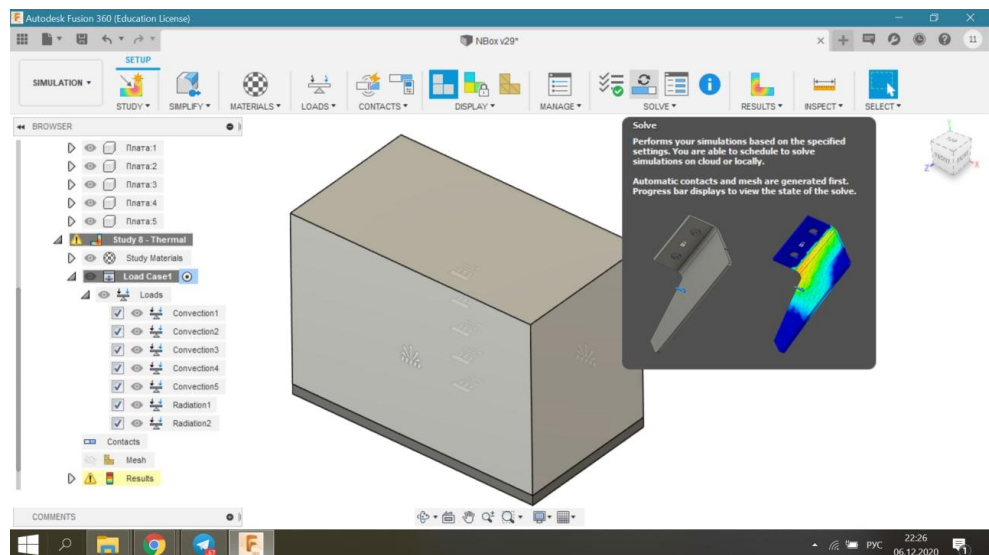 Autodesk Fusion 360 (Education License)
NBox v29*
11
SETUP
SIMULATION
STUDY
SIMPLIFY
MATERIALS
LOADS
CONTACTS
DISPLAY
MANAGE
SOLVE
RESULTS
INSPECT
SELECT
BROWSER
Плата:1
Плата:2
Плата:3
Плата:4
Плата:5
Study 8 - Thermal
Study Materials
Load Case1
Loads
Convection1
Convection2
Convection3
Convection4
Convection5
Radiation1
Radiation2
Contacts
Mesh
Results
Solve
Performs your simulations based on the specified
settings. You are able to schedule to solve
simulations on cloud or locally.
Automatic contacts and mesh are generated first.
Progress bar displays to view the state of the solve.
COMMENTS
РУС
22:26
06.12.2020